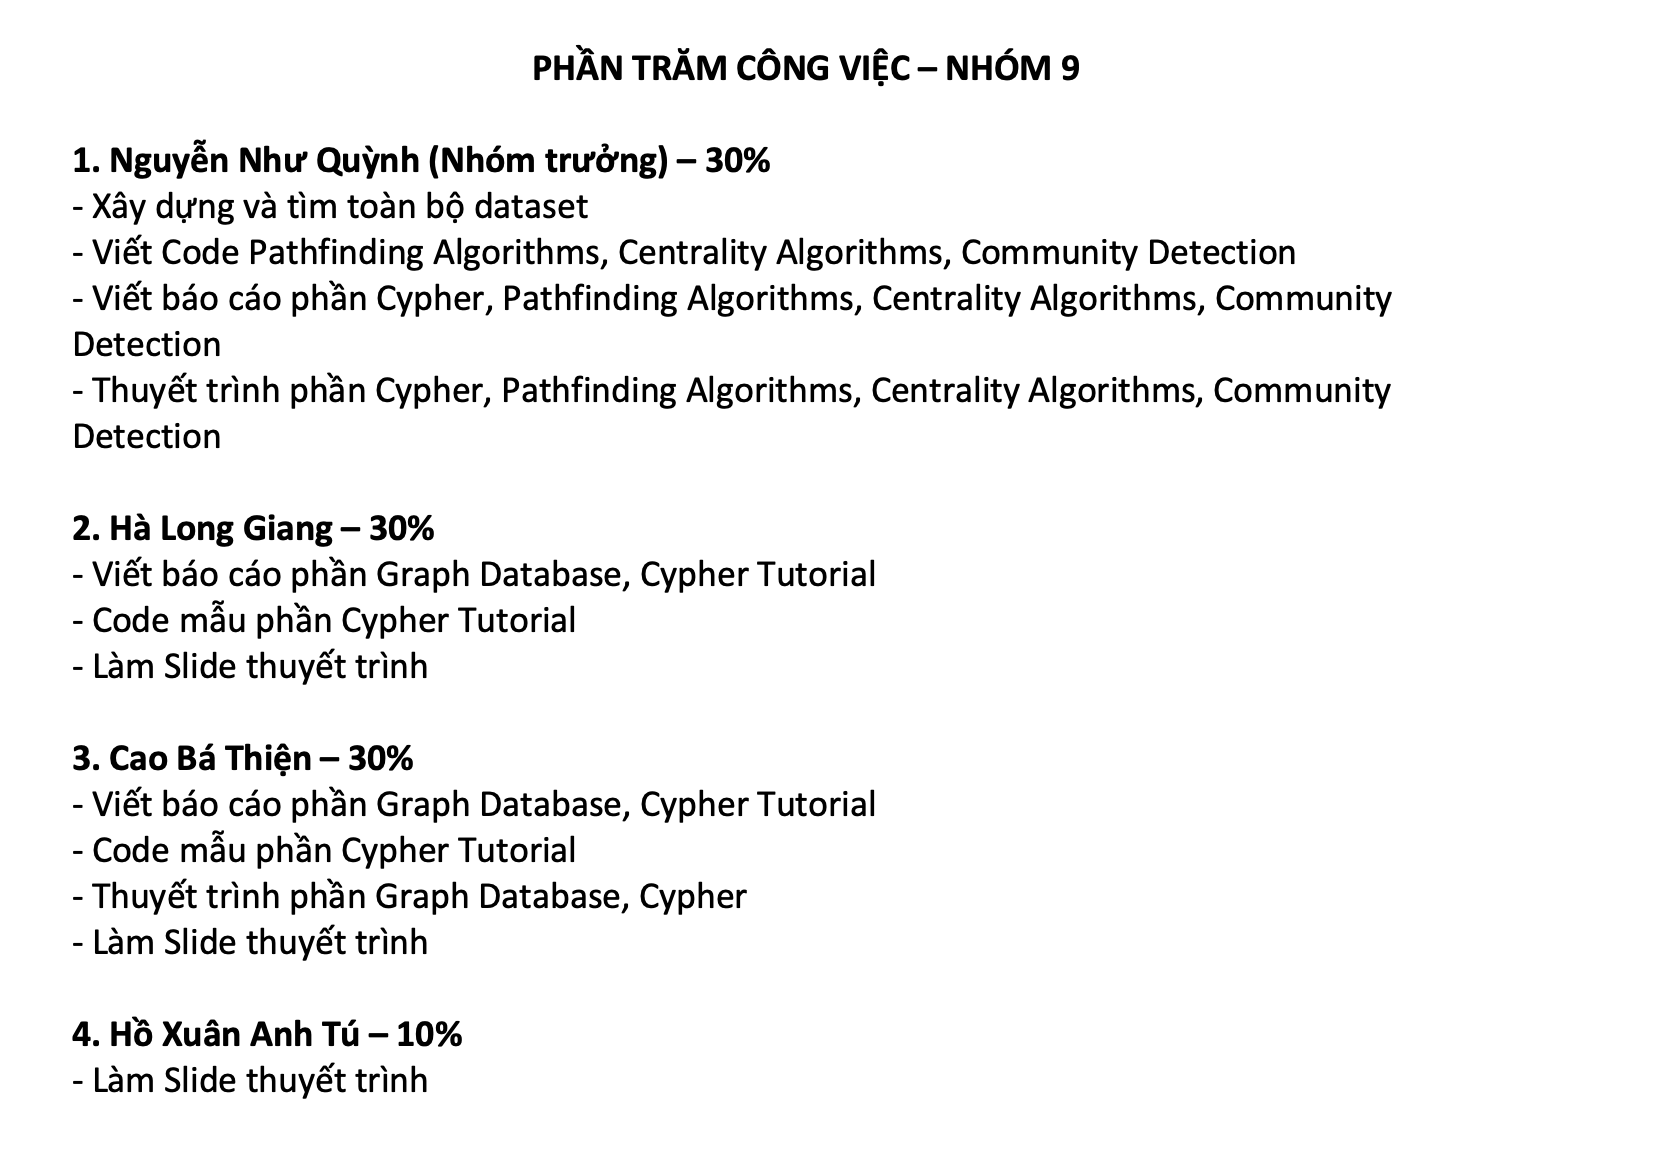 PHẦN TRĂM CÔNG VIỆC – NHÓM 9
1. Nguyễn Như Quỳnh (Nhóm trưởng) – 30%
- Xây dựng và tìm toàn bộ dataset
- Viết Code Pathfinding Algorithms, Centrality Algorithms, Community Detection
- Viết báo cáo phần Cypher, Pathfinding Algorithms, Centrality Algorithms, Community
Detection
- Thuyết trình phần Cypher, Pathfinding Algorithms, Centrality Algorithms, Community
Detection
2. Hà Long Giang – 30%
- Viết báo cáo phần Graph Database, Cypher Tutorial
- Code mẫu phần Cypher Tutorial
- Làm Slide thuyết trình
3. Cao Bá Thiện – 30%
- Viết báo cáo phần Graph Database, Cypher Tutorial
- Code mẫu phần Cypher Tutorial
- Thuyết trình phần Graph Database, Cypher
- Làm Slide thuyết trình
4. Hồ Xuân Anh Tú – 10%
- Làm Slide thuyết trình